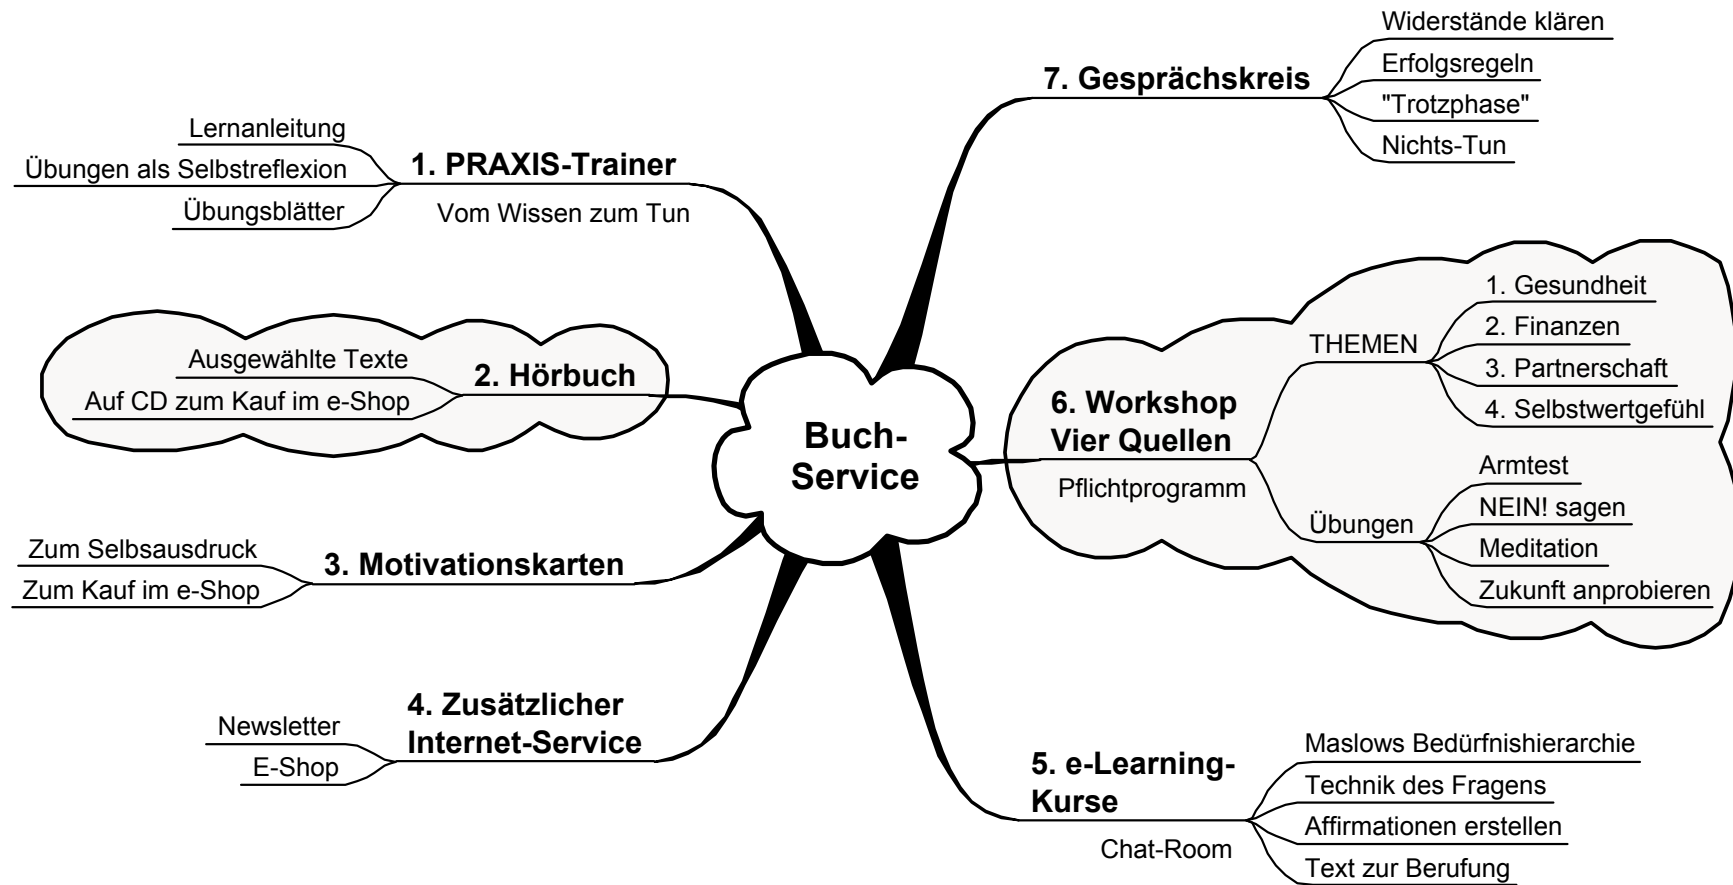 Buch-
Service
1. PRAXIS-Trainer
Vom Wissen zum Tun
Lernanleitung
Übungen als Selbstreflexion
Übungsblätter
2. Hörbuch
Ausgewählte Texte
Auf CD zum Kauf im e-Shop
3. Motivationskarten
Zum Selbsausdruck
Zum Kauf im e-Shop
4. Zusätzlicher
Internet-Service
Newsletter
E-Shop
5. e-Learning-
Kurse
Chat-Room
Maslows Bedürfnishierarchie
Technik des Fragens
Affirmationen erstellen
Text zur Berufung
6. Workshop
Vier Quellen
Pflichtprogramm
THEMEN
1. Gesundheit
2. Finanzen
3. Partnerschaft
4. Selbstwertgefühl
Übungen
Armtest
NEIN! sagen
Meditation
Zukunft anprobieren
7. Gesprächskreis
Widerstände klären
Erfolgsregeln
"Trotzphase"
Nichts-Tun